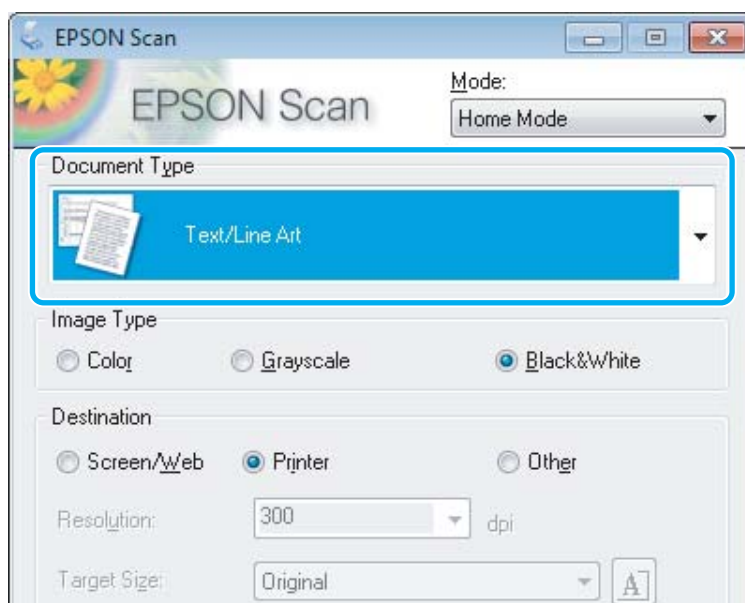 EPSON Scan
EPSON Scan
Mode:
Home Mode
Document Type
Text/Line Art
Image Type
Color
Grayscale
Black&White
Destination
Screen/Web
Printer
Other
Resolution:
300
dpi
Target Size:
Original
A